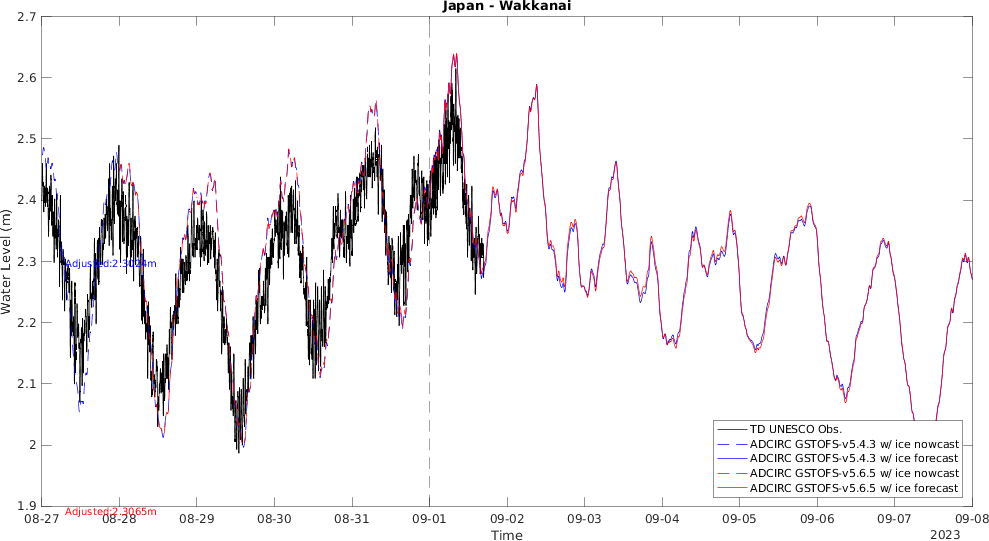 Japan - Wakkanai
2.7
2.6
2.5
2.4
2.3
2.2
2.1
2
1.9
Water Level (m)
Adjusted:2.3024m
Adjusted:2.3065m
TD UNESCO Obs.
ADCIRC GSTOFS-v5.4.3 w/ ice nowcast
ADCIRC GSTOFS-v5.4.3 w/ ice forecast
ADCIRC GSTOFS-v5.6.5 w/ ice nowcast
ADCIRC GSTOFS-v5.6.5 w/ ice forecast
08-27 08-28 08-29 08-30 08-31 09-01 09-02 09-03 09-04 09-05 09-06 09-07 09-08
Time
2023